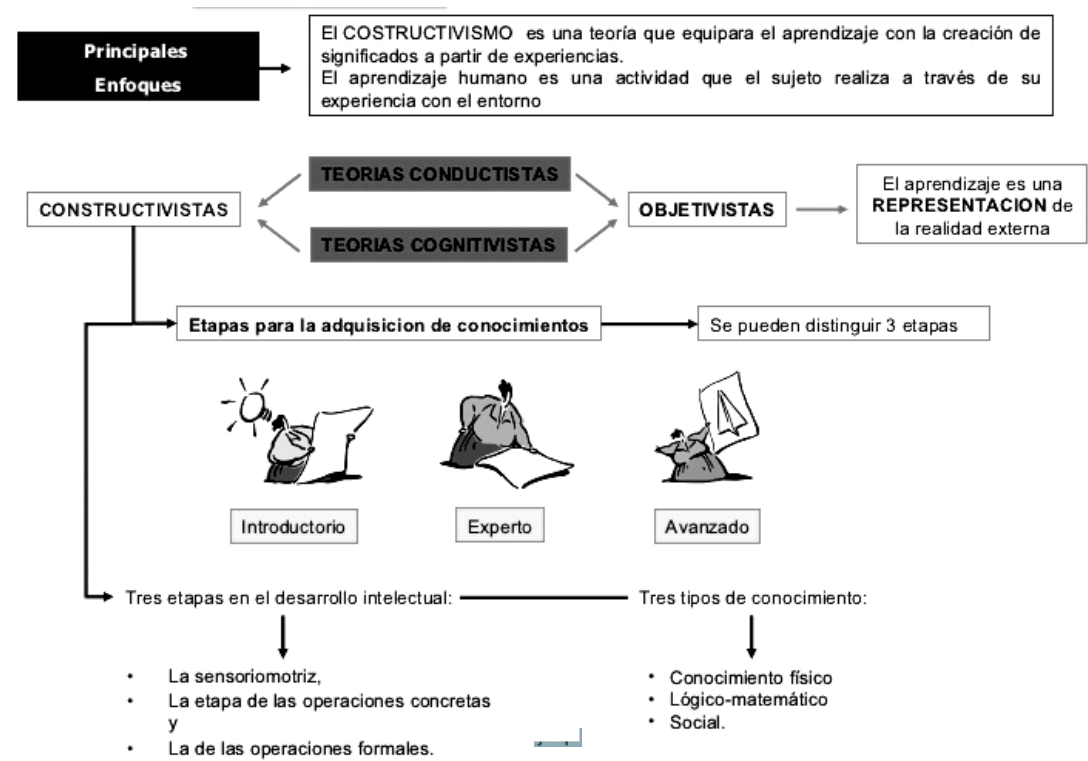 Principales
Enfoques
El COSTRUCTIVISMO es una teoría que equipara el aprendizaje con la creación de
significados a partir de experiencias.
El aprendizaje humano es una actividad que el sujeto realiza a través de su
experiencia con el entorno
TEORIAS CONDUCTISTAS
CONSTRUCTIVISTAS
OBJETIVISTAS
El aprendizaje es una
REPRESENTACION de
la realidad externa
TEORIAS COGNITIVISTAS
Etapas para la adquisicion de conocimientos
Se pueden distinguir 3 etapas
Introductorio
Experto
Avanzado
Tres etapas en el desarrollo intelectual:
Tres tipos de conocimiento:
• La sensoriomotriz,
• La etapa de las operaciones concretas
y
• La de las operaciones formales.
• Conocimiento físico
• Lógico-matemático
• Social.